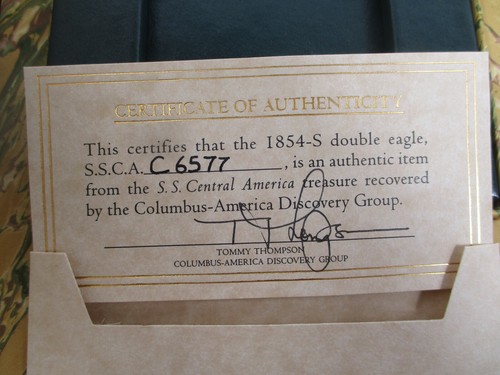 CERTIFICATE OF AUTHENTICITY
This certifies that the 1854-S double eagle,
S.S.C.A. C 6577, is an authentic item
from the S.S. Central America treasure recovered
by the Columbus-America Discovery Group.
TOMMY THOMPSON
COLUMBUS-AMERICA DISCOVERY GROUP